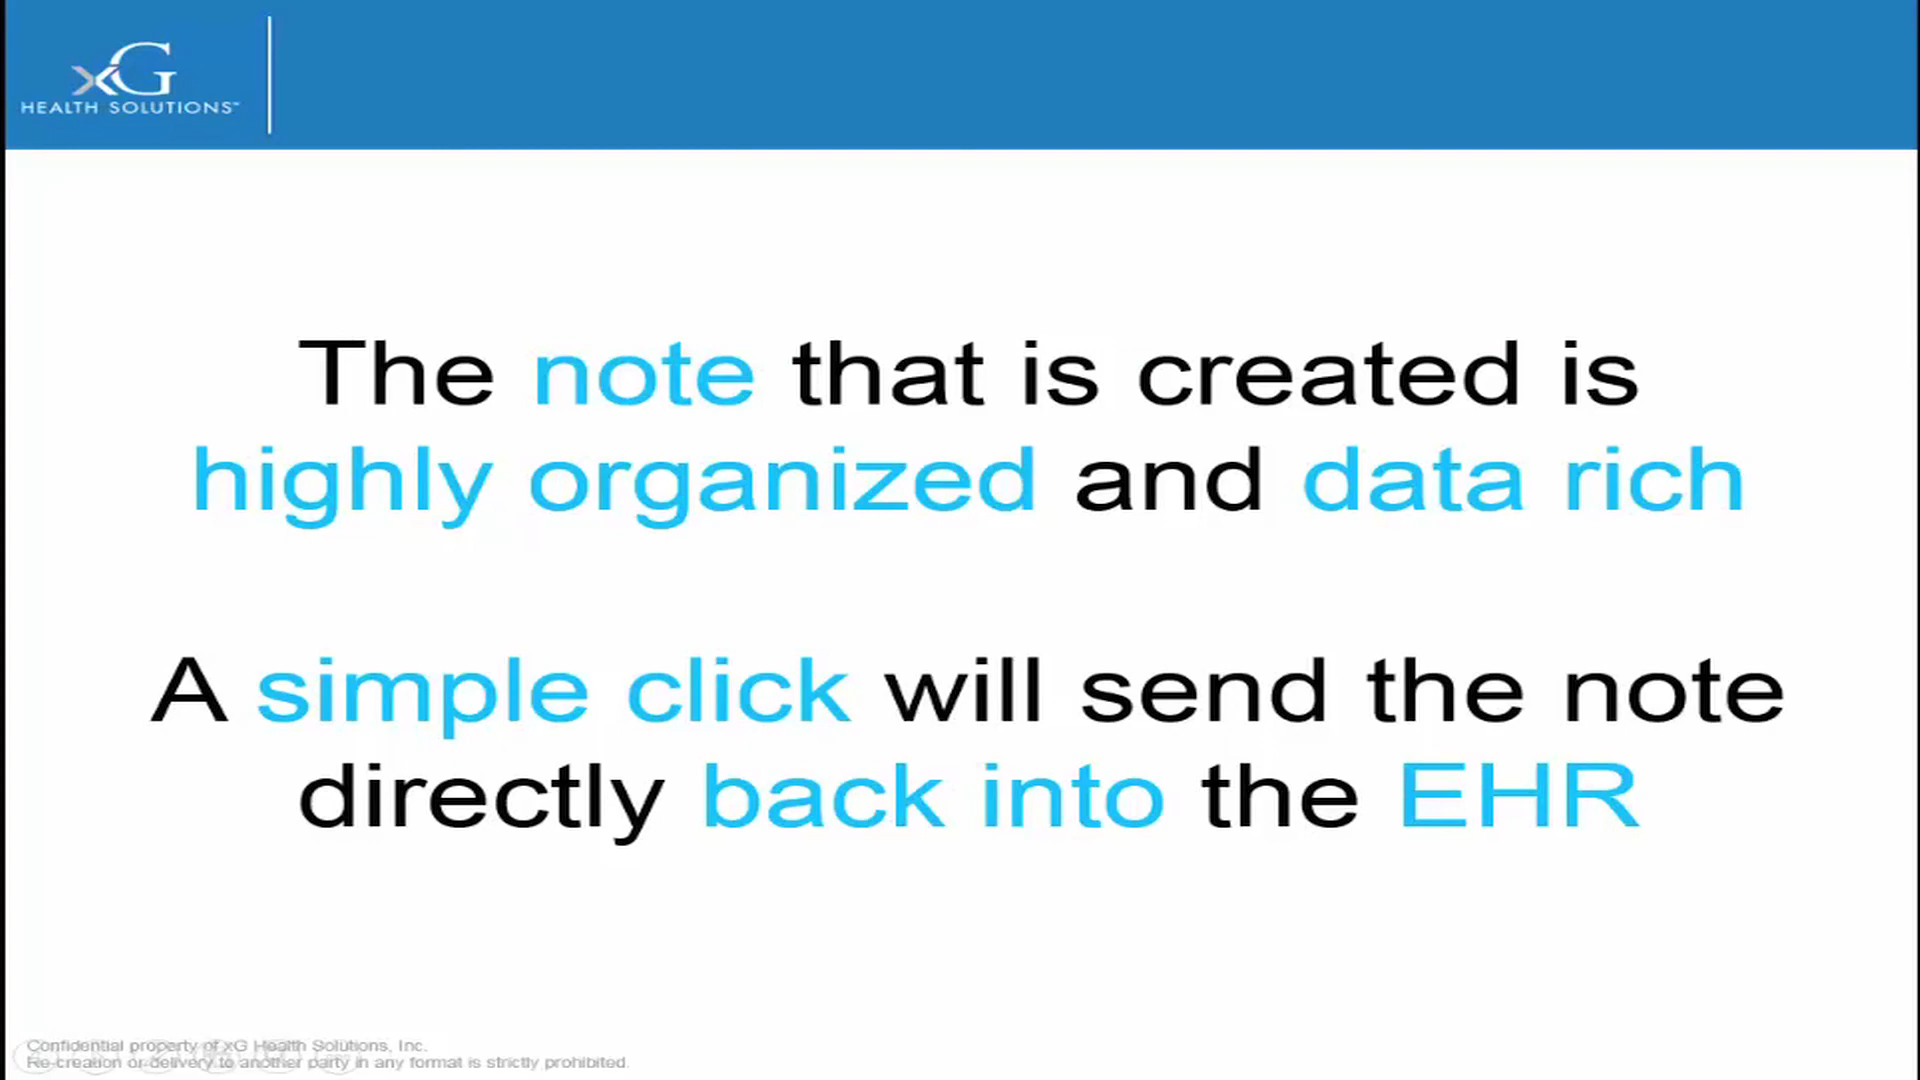 xG
HEALTH SOLUTIONS™
The note that is created is
highly organized and data rich
A simple click will send the note
directly back into the EHR
Confidential property of xG Health Solutions, Inc.
Re-creation or delivery to another party in any format is strictly prohibited.